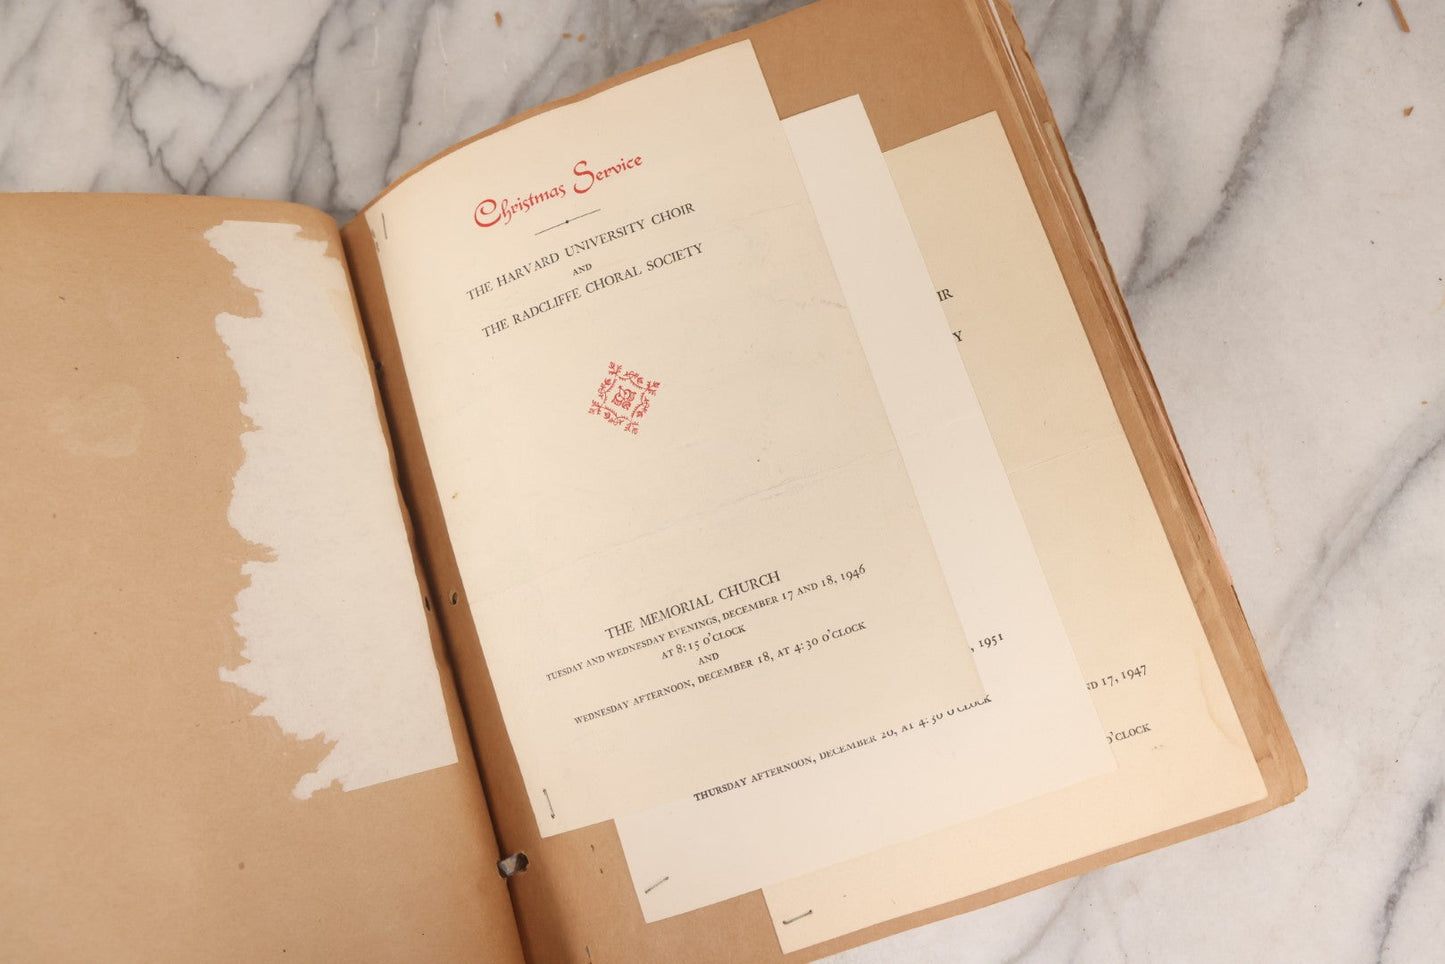 Christmas Service
THE HARVARD UNIVERSITY CHOIR
AND
THE RADCLIFFE CHORAL SOCIETY
THE MEMORIAL CHURCH
TUESDAY AND WEDNESDAY EVENINGS, DECEMBER 17 AND 18, 1946
AT 8:15 O'CLOCK
AND
WEDNESDAY AFTERNOON, DECEMBER 18, AT 4:30 O'CLOCK
, 1951
THURSDAY AFTERNOON, DECEMBER 20, AT 4:30 O'CLOCK
IR
Y
ND 17, 1947
O'CLOCK